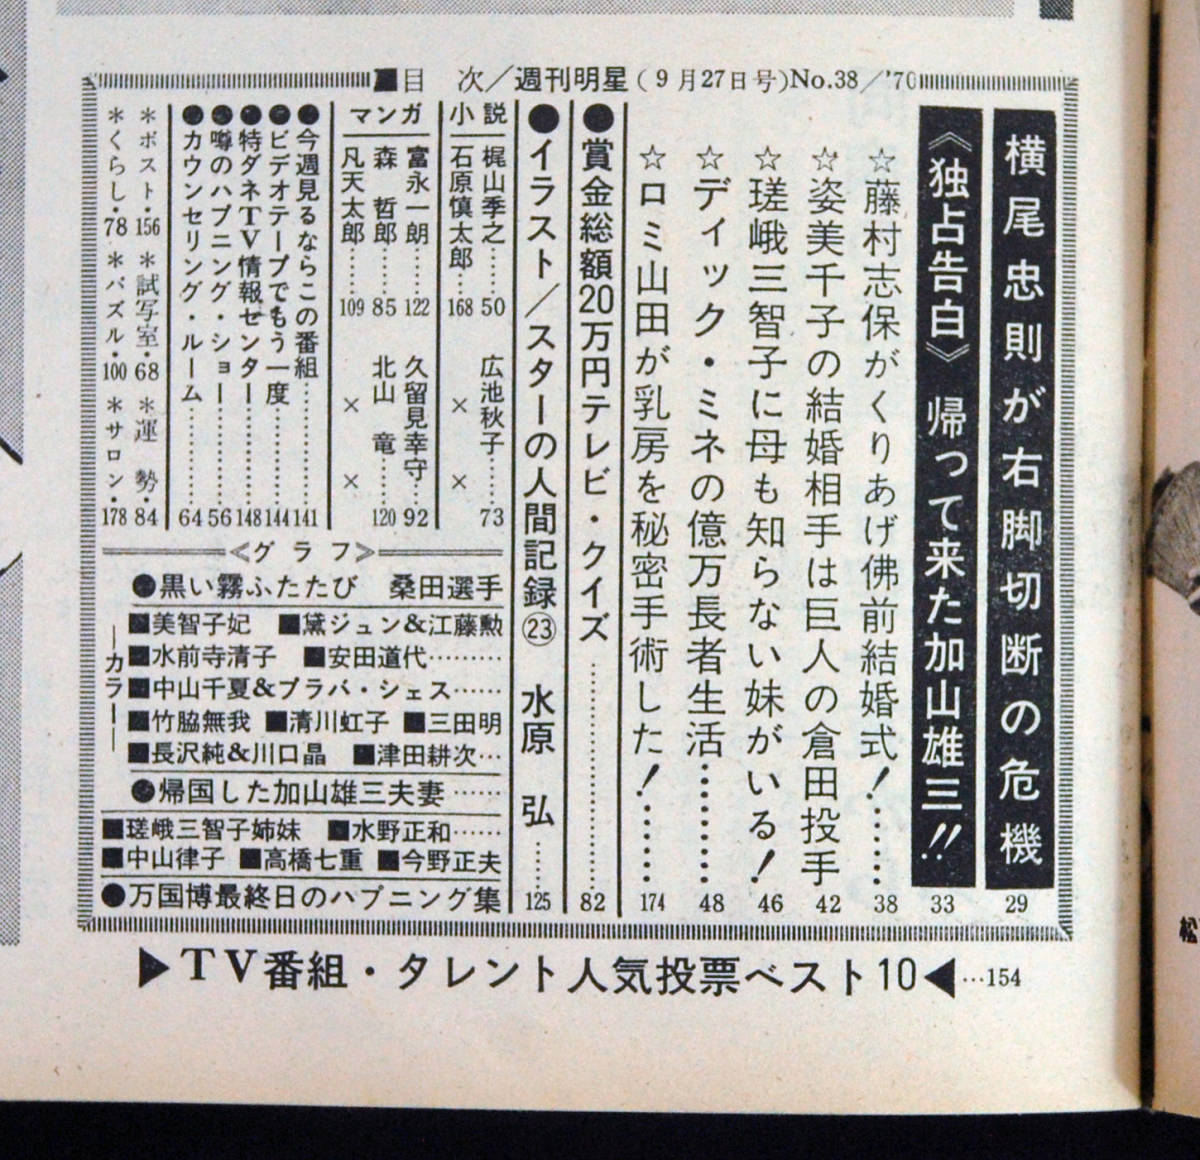 ■目 次／週刊明星(9月27日号)No.38／'70
横尾忠則が右脚切断の危機 29
《独占告白》帰って来た加山雄三!! 33
☆藤村志保がくりあげ佛前結婚式!…… 38
☆姿美千子の結婚相手は巨人の倉田投手 42
☆瑳峨三智子に母も知らない妹がいる! 46
☆ディック・ミネの億万長者生活…… 48
☆ロミ山田が乳房を秘密手術した!…… 174
●賞金総額20万円テレビ・クイズ…… 82
●イラスト/スターの人間記録㉓ 水原 弘…… 125
小説
梶山季之……50 広池秋子……73
石原慎太郎……168 × ×
マンガ
富永一朗……122 久留見幸守……92
森 哲郎……85 北山 竜……120
凡天太郎……109 × ×
●今週見るならこの番組……141
●ビデオテープでもう一度……144
●特ダネTV情報センター……148
●噂のハプニング・ショー……56
●カウンセリング・ルーム……64
＊ポスト・156 ＊試写室・68 ＊運 勢・84
＊くらし・78 ＊パズル・100 ＊サロン・178
《グラフ》
●黒い霧ふたたび 桑田選手
カラー
■美智子妃 ■黛ジュン&江藤勲
■水前寺清子 ■安田道代……
■中山千夏&ブラバ・シェス……
■竹脇無我 ■清川虹子 ■三田明
■長沢純&川口晶 ■津田耕次…
●帰国した加山雄三夫妻……
■瑳峨三智子姉妹 ■水野正和……
■中山律子 ■高橋七重 ■今野正夫
●万国博最終日のハプニング集
▶TV番組・タレント人気投票ベスト10◀…154
松